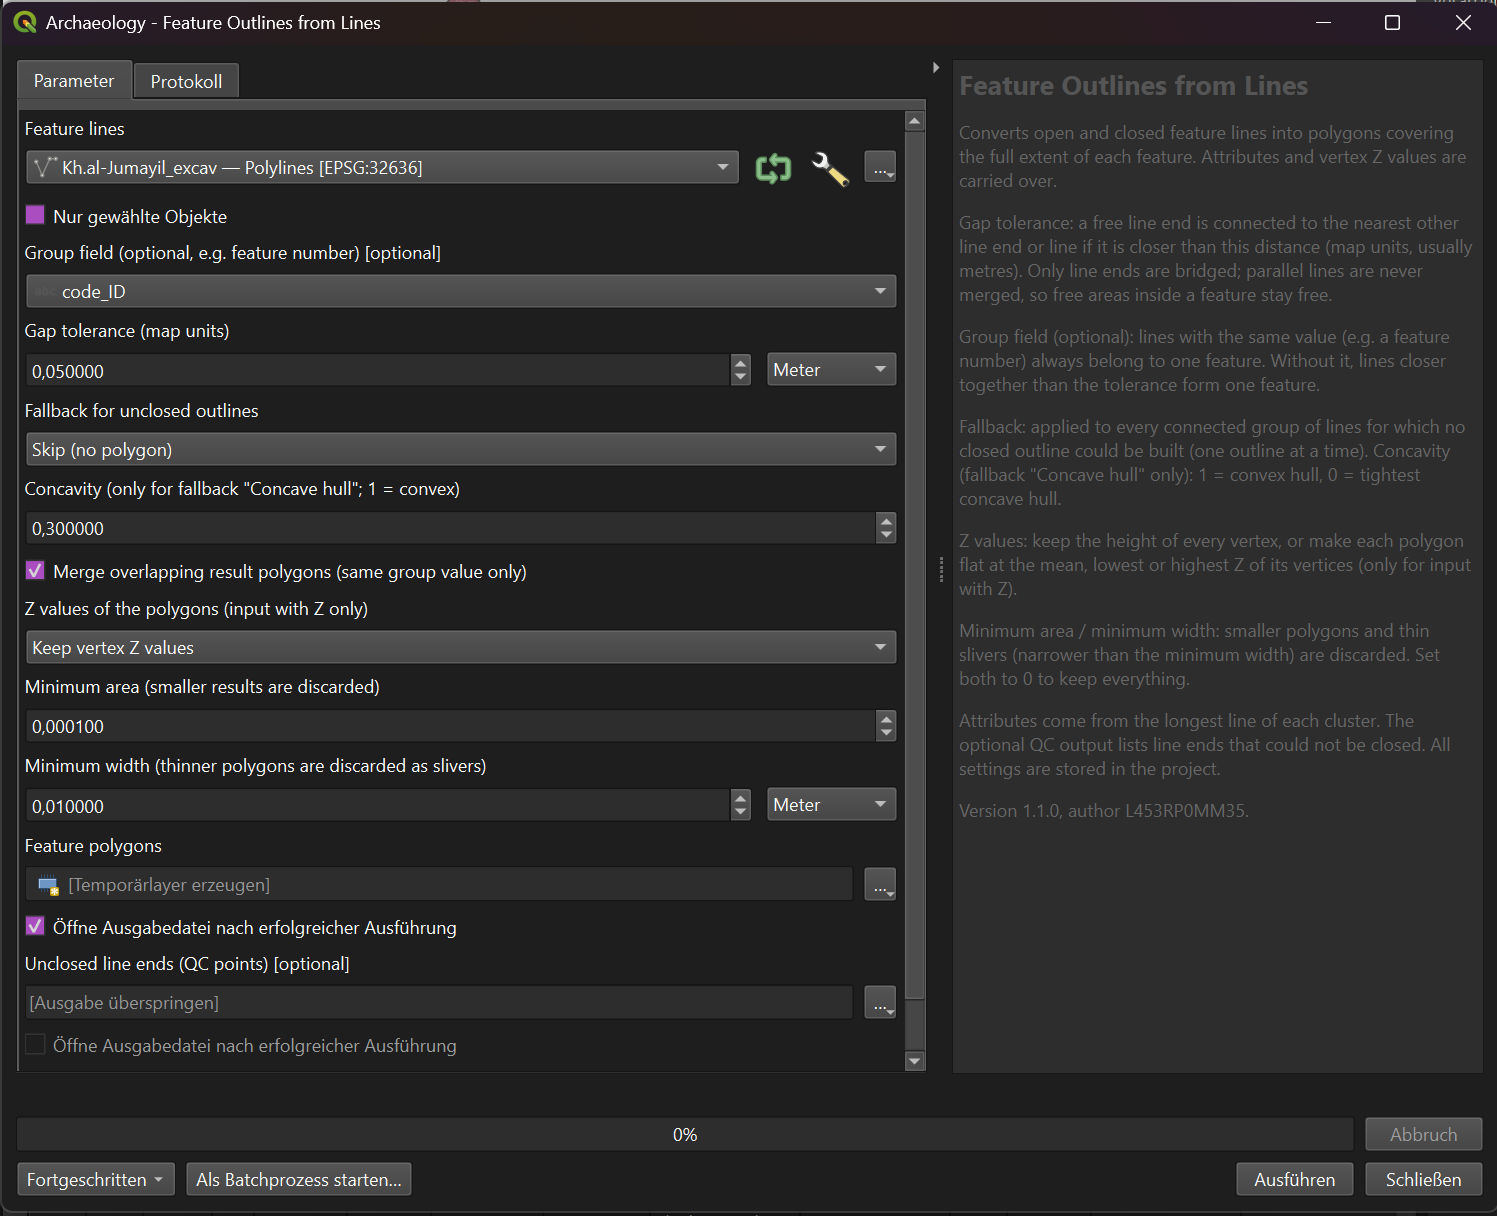 Archaeology - Feature Outlines from Lines
Parameter
Protokoll
Feature lines
Kh.al-Jumayil_excav — Polylines [EPSG:32636]
...
Nur gewählte Objekte
Group field (optional, e.g. feature number) [optional]
abc code_ID
Gap tolerance (map units)
0,050000
Meter
Fallback for unclosed outlines
Skip (no polygon)
Concavity (only for fallback "Concave hull"; 1 = convex)
0,300000
Merge overlapping result polygons (same group value only)
Z values of the polygons (input with Z only)
Keep vertex Z values
Minimum area (smaller results are discarded)
0,000100
Minimum width (thinner polygons are discarded as slivers)
0,010000
Meter
Feature polygons
[Temporärlayer erzeugen]
...
Öffne Ausgabedatei nach erfolgreicher Ausführung
Unclosed line ends (QC points) [optional]
[Ausgabe überspringen]
...
Öffne Ausgabedatei nach erfolgreicher Ausführung
Feature Outlines from Lines
Converts open and closed feature lines into polygons covering
the full extent of each feature. Attributes and vertex Z values are
carried over.
Gap tolerance: a free line end is connected to the nearest other
line end or line if it is closer than this distance (map units, usually
metres). Only line ends are bridged; parallel lines are never
merged, so free areas inside a feature stay free.
Group field (optional): lines with the same value (e.g. a feature
number) always belong to one feature. Without it, lines closer
together than the tolerance form one feature.
Fallback: applied to every connected group of lines for which no
closed outline could be built (one outline at a time). Concavity
(fallback "Concave hull" only): 1 = convex hull, 0 = tightest
concave hull.
Z values: keep the height of every vertex, or make each polygon
flat at the mean, lowest or highest Z of its vertices (only for input
with Z).
Minimum area / minimum width: smaller polygons and thin
slivers (narrower than the minimum width) are discarded. Set
both to 0 to keep everything.
Attributes come from the longest line of each cluster. The
optional QC output lists line ends that could not be closed. All
settings are stored in the project.
Version 1.1.0, author L453RP0MM35.
0%
Abbruch
Fortgeschritten
Als Batchprozess starten...
Ausführen
Schließen